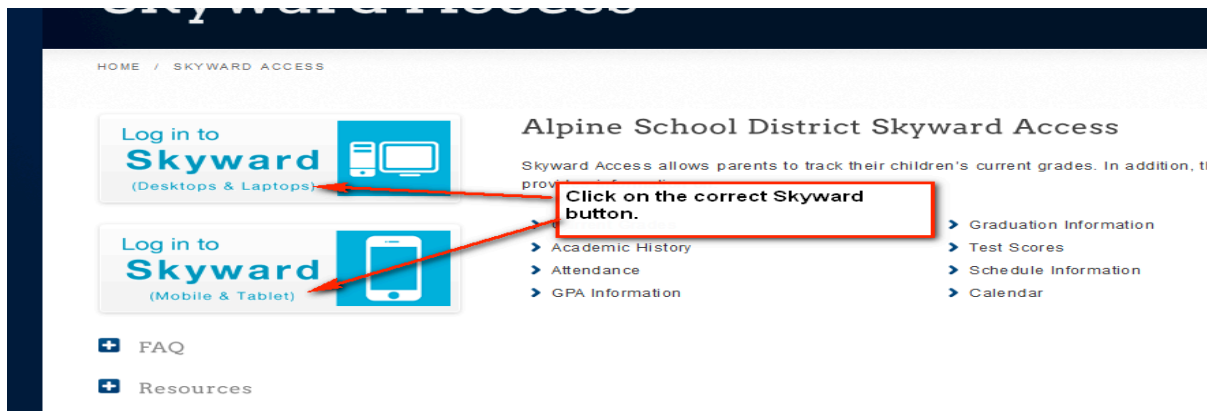 Skyward Access
HOME / SKYWARD ACCESS
Log in to
Skyward
(Desktops & Laptops)
Log in to
Skyward
(Mobile & Tablet)
FAQ
Resources
Alpine School District Skyward Access
Skyward Access allows parents to track their children's current grades. In addition,
Click on the correct Skyward
button.
Academic History
Attendance
GPA Information
Graduation Information
Test Scores
Schedule Information
Calendar